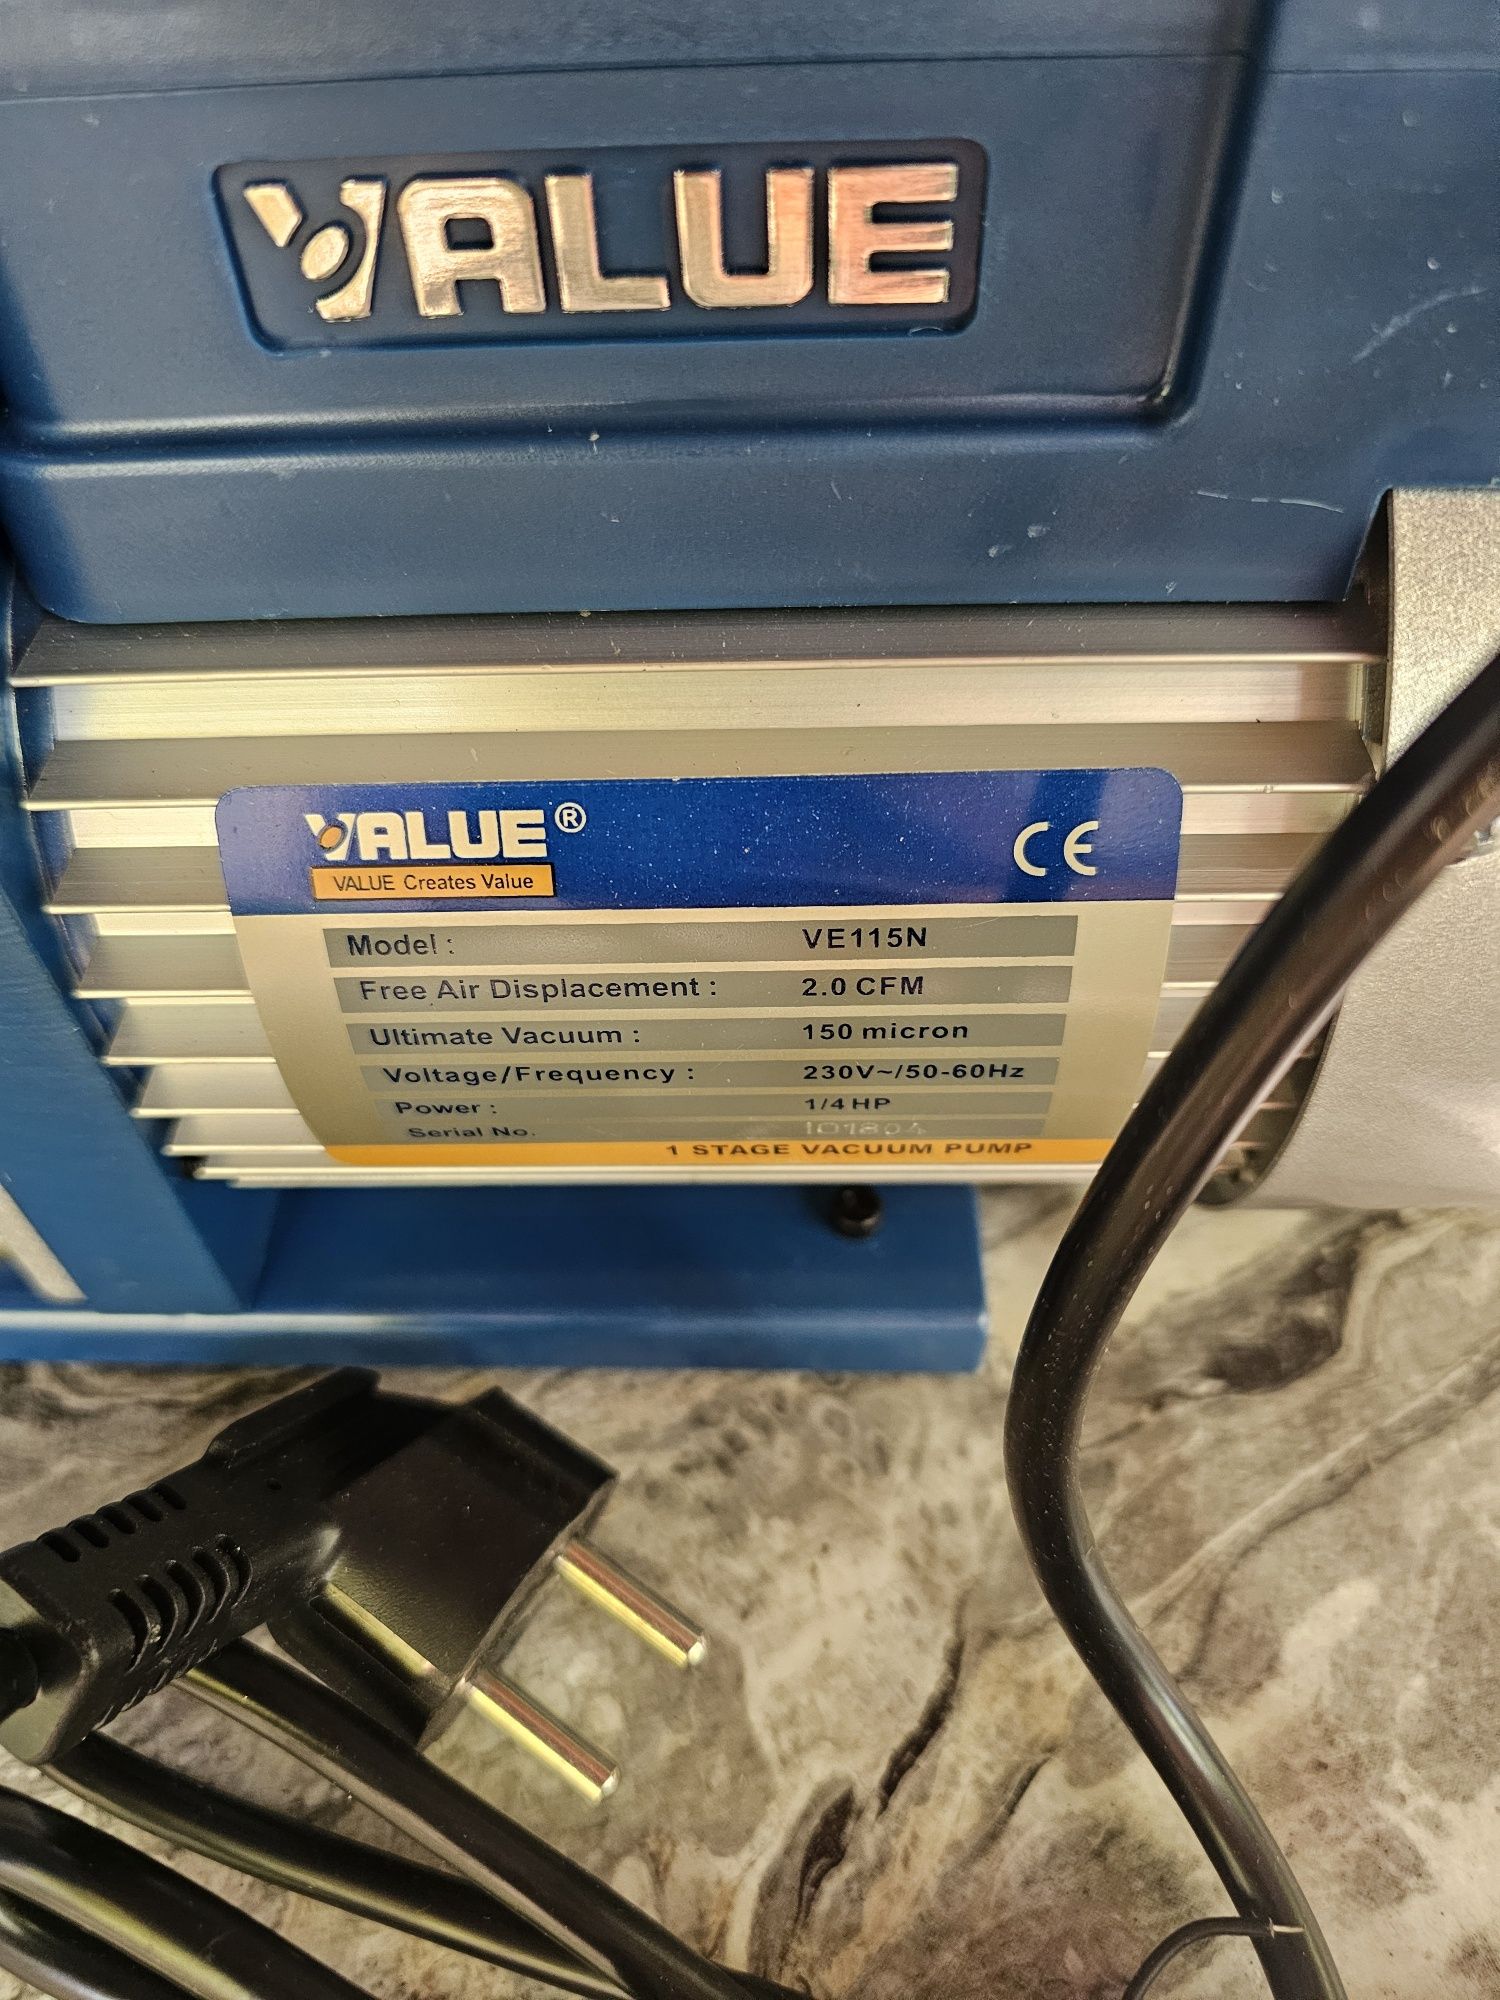 VALUE
VALUE®
CE
VALUE Creates Value
Model : VE115N
Free Air Displacement : 2.0 CFM
Ultimate Vacuum : 150 micron
Voltage/Frequency : 230V~/50-60Hz
Power : 1/4 HP
Serial No.
1 STAGE VACUUM PUMP